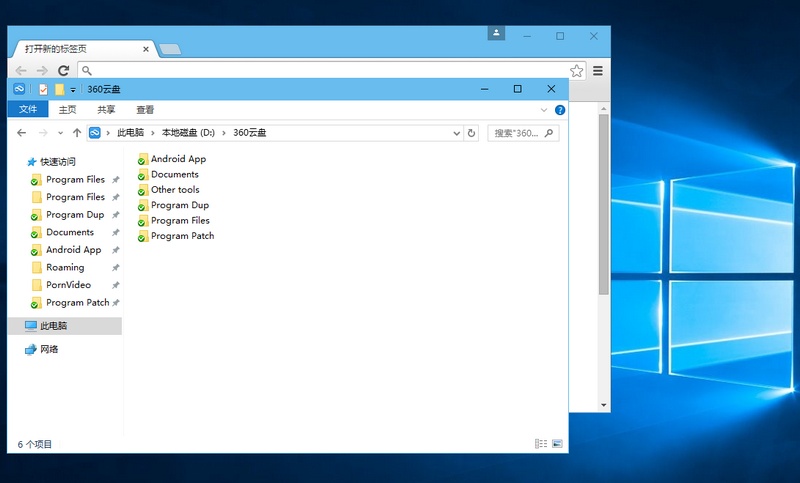 打开新的标签页
360云盘
文件 主页 共享 查看
此电脑 本地磁盘 (D:) 360云盘
搜索"360...
快速访问
Program Files
Program Files
Program Dup
Documents
Android App
Roaming
PornVideo
Program Patch
此电脑
网络
Android App
Documents
Other tools
Program Dup
Program Files
Program Patch
6 个项目